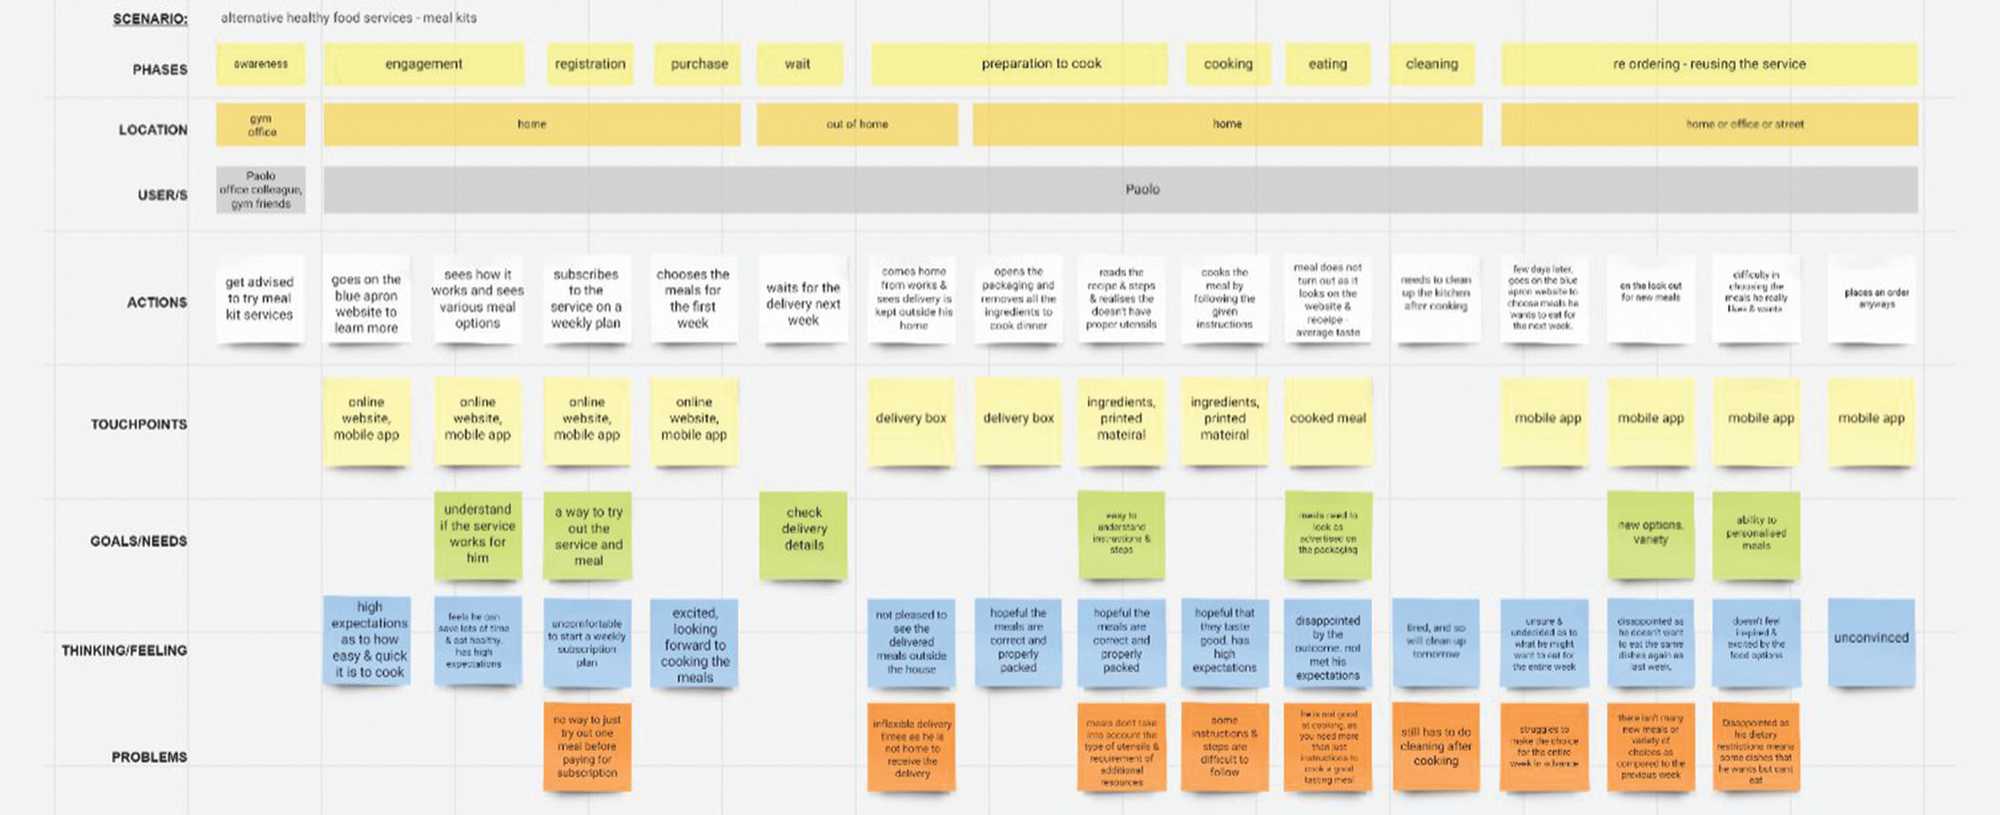 SCENARIO:
alternative healthy food services - meal kits
PHASES
awareness
engagement
registration
purchase
wait
preparation to cook
cooking
eating
cleaning
re ordering - reusing the service
LOCATION
gym
office
home
out of home
home
home or office or street
USER/S
Paolo
office colleague,
gym friends
Paolo
ACTIONS
get advised
to try meal
kit services
goes on the
blue apron
website to
learn more
sees how it
works and sees
various meal
options
subscribes
to the
service on a
weekly plan
chooses the
meals for
the first
week
waits for the
delivery next
week
comes home
from works &
sees delivery is
kept outside his
home
opens the
packaging and
removes all the
ingredients to
cook dinner
reads the
recipe & steps
& realises the
doesn't have
proper utensils
cooks the
meal by
following the
given
instructions
meal does not
turn out as it
looks on the
website &
receipe -
average taste
needs to clean
up the kitchen
after cooking
few days later,
goes on the blue
apron website to
choose meals he
wants to eat for
the next week.
on the look out
for new meals
difficulty in
choosing the
meals he really
likes & wants
places an order
anyways
TOUCHPOINTS
online
website,
mobile app
online
website,
mobile app
online
website,
mobile app
online
website,
mobile app
delivery box
delivery box
ingredients,
printed
mateiral
ingredients,
printed
mateiral
cooked meal
mobile app
mobile app
mobile app
mobile app
GOALS/NEEDS
understand
if the service
works for
him
a way to try
out the
service and
meal
check
delivery
details
easy to
understand
instructions &
steps
meals need to
look as
advertised on
the packaging
new options,
variety
ability to
personalised
meals
THINKING/FEELING
high
expectations
as to how
easy & quick
it is to cook
feels he can
save lots of time
& eat healthy.
has high
expectations
uncomfortable
to start a weekly
subscription
plan
excited,
looking
forward to
cooking the
meals
not pleased to
see the
delivered
meals outside
the house
hopeful the
meals are
correct and
properly
packed
hopeful the
meals are
correct and
properly
packed
hopeful that
they taste
good. has
high
expectations
disappointed
by the
outcome. not
met his
expectations
tired, and so
will clean up
tomorrow
unsure &
undecided as to
what he might
want to eat for
the entire week
disappointed as
he doesn't want
to eat the same
dishes again as
last week.
doesn't feel
inspired &
excited by the
food options
unconvinced
PROBLEMS
no way to just
try out one
meal before
paying for
subscription
inflexible delivery
times as he is
not home to
receive the
delivery
meals don't take
into account the
type of utensils &
requirement of
additional
resources
some
instructions &
steps are
difficult to
follow
he is not good
at cooking, as
you need more
than just
instructions to
cook a good
tasting meal
still has to do
cleaning after
cooking
struggles to
make the choice
for the entire
week in advance
there isn't many
new meals or
variety of
choices as
compared to the
previous week
Disappointed as
his dietary
restrictions means
some dishes that
he wants but cant
eat